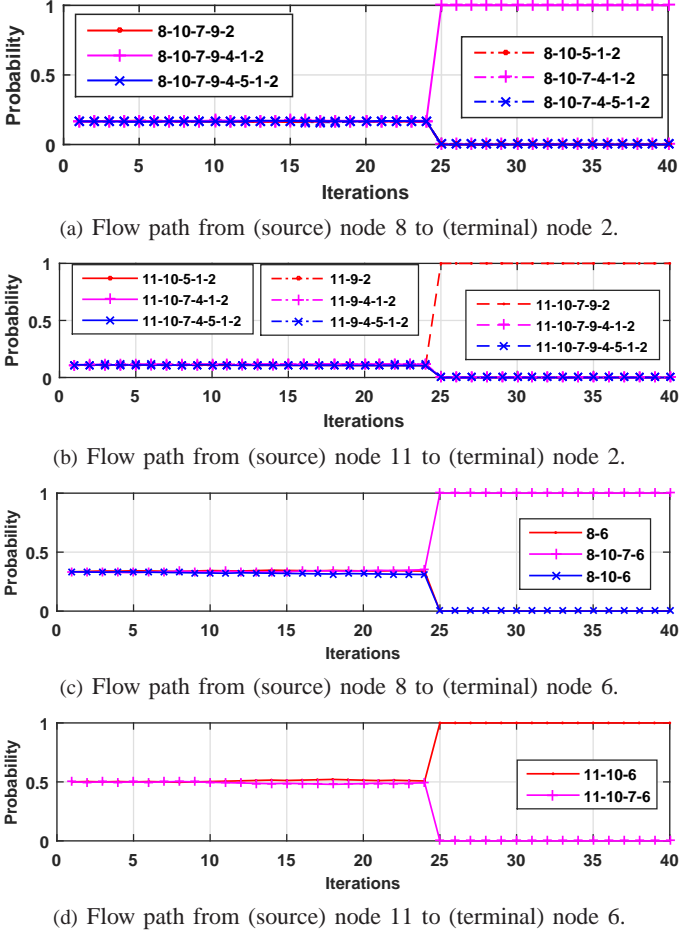 1
0.5
0
Probability
8-10-7-9-2
8-10-7-9-4-1-2
8-10-7-9-4-5-1-2
8-10-5-1-2
8-10-7-4-1-2
8-10-7-4-5-1-2
0 5 10 15 20 25 30 35 40
Iterations
(a) Flow path from (source) node 8 to (terminal) node 2.
1
0.5
0
Probability
11-10-5-1-2
11-10-7-4-1-2
11-10-7-4-5-1-2
11-9-2
11-9-4-1-2
11-9-4-5-1-2
11-10-7-9-2
11-10-7-9-4-1-2
11-10-7-9-4-5-1-2
0 5 10 15 20 25 30 35 40
Iterations
(b) Flow path from (source) node 11 to (terminal) node 2.
1
0.5
0
Probability
8-6
8-10-7-6
8-10-6
0 5 10 15 20 25 30 35 40
Iterations
(c) Flow path from (source) node 8 to (terminal) node 6.
1
0.5
0
Probability
11-10-6
11-10-7-6
0 5 10 15 20 25 30 35 40
Iterations
(d) Flow path from (source) node 11 to (terminal) node 6.